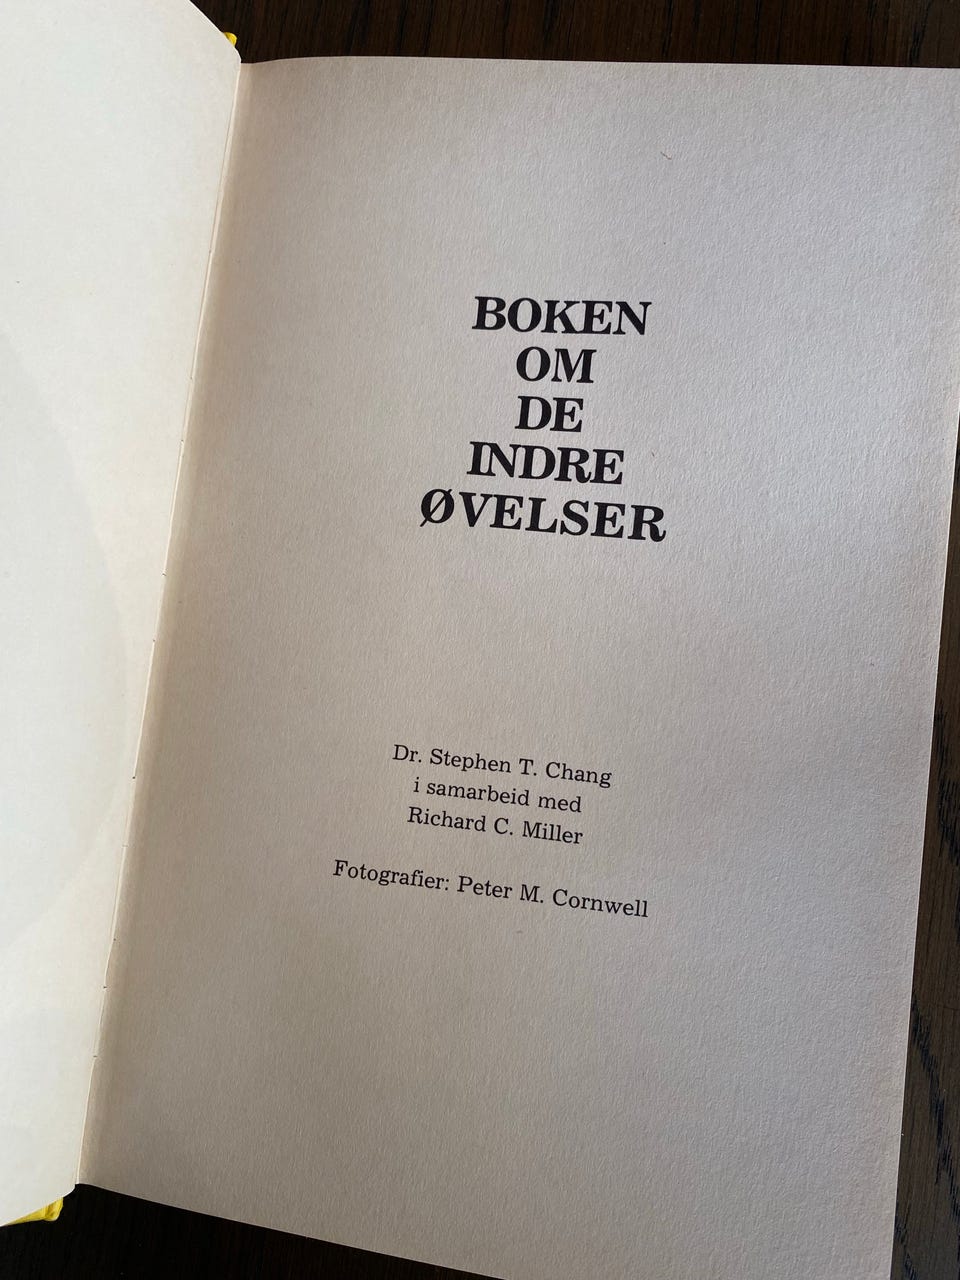 BOKEN
OM
DE
INDRE
ØVELSER
Dr. Stephen T. Chang
i samarbeid med
Richard C. Miller
Fotografier: Peter M. Cornwell